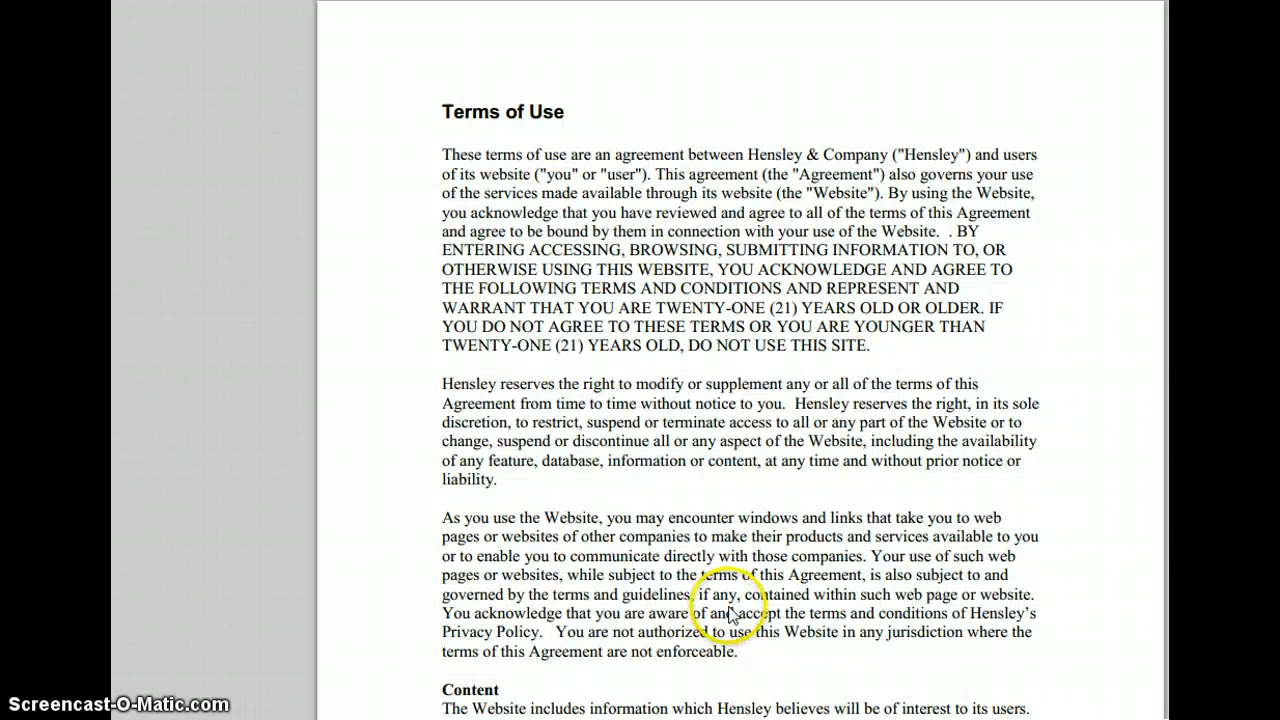 Terms of Use
These terms of use are an agreement between Hensley & Company ("Hensley") and users
of its website ("you" or "user"). This agreement (the "Agreement") also governs your use
of the services made available through its website (the "Website"). By using the Website,
you acknowledge that you have reviewed and agree to all of the terms of this Agreement
and agree to be bound by them in connection with your use of the Website.  . BY
ENTERING ACCESSING, BROWSING, SUBMITTING INFORMATION TO, OR
OTHERWISE USING THIS WEBSITE, YOU ACKNOWLEDGE AND AGREE TO
THE FOLLOWING TERMS AND CONDITIONS AND REPRESENT AND
WARRANT THAT YOU ARE TWENTY-ONE (21) YEARS OLD OR OLDER. IF
YOU DO NOT AGREE TO THESE TERMS OR YOU ARE YOUNGER THAN
TWENTY-ONE (21) YEARS OLD, DO NOT USE THIS SITE.
Hensley reserves the right to modify or supplement any or all of the terms of this
Agreement from time to time without notice to you.  Hensley reserves the right, in its sole
discretion, to restrict, suspend or terminate access to all or any part of the Website or to
change, suspend or discontinue all or any aspect of the Website, including the availability
of any feature, database, information or content, at any time and without prior notice or
liability.
As you use the Website, you may encounter windows and links that take you to web
pages or websites of other companies to make their products and services available to you
or to enable you to communicate directly with those companies. Your use of such web
pages or websites, while subject to the terms of this Agreement, is also subject to and
governed by the terms and guidelines, if any, contained within such web page or website.
You acknowledge that you are aware of and accept the terms and conditions of Hensley’s
Privacy Policy.   You are not authorized to use this Website in any jurisdiction where the
terms of this Agreement are not enforceable.
Content
The Website includes information which Hensley believes will be of interest to its users.
Screencast-O-Matic.com